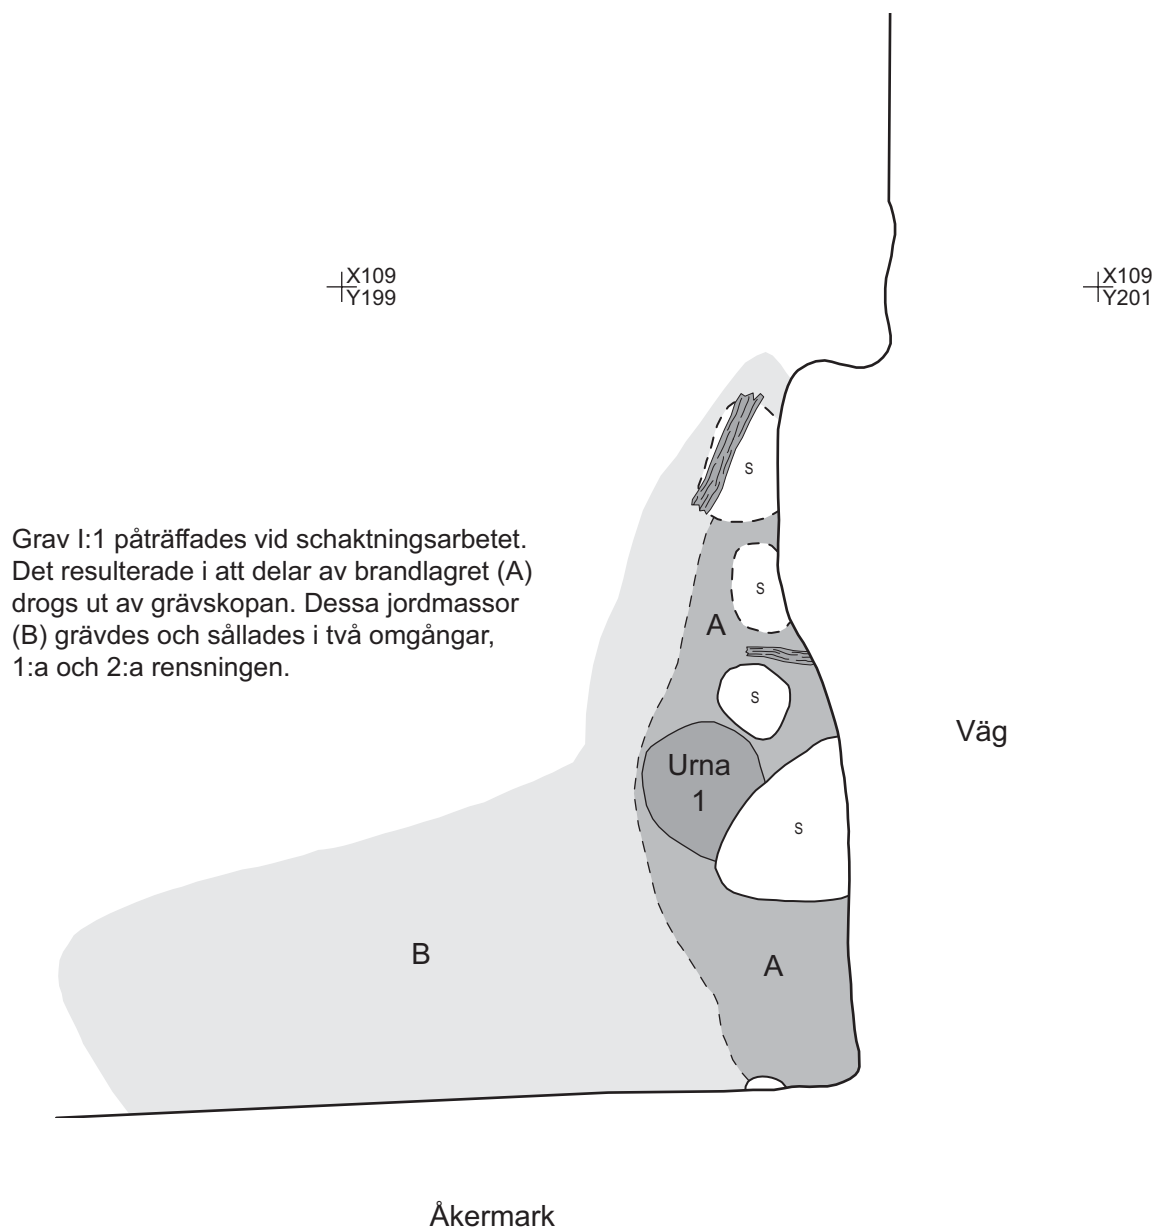 X109
Y199
X109
Y201
S
Grav I:1 påträffades vid schaktningsarbetet.
Det resulterade i att delar av brandlagret (A)
drogs ut av grävskopan. Dessa jordmassor
(B) grävdes och sållades i två omgångar,
1:a och 2:a rensningen.
S
A
S
Väg
Urna
1
S
B
A
Åkermark